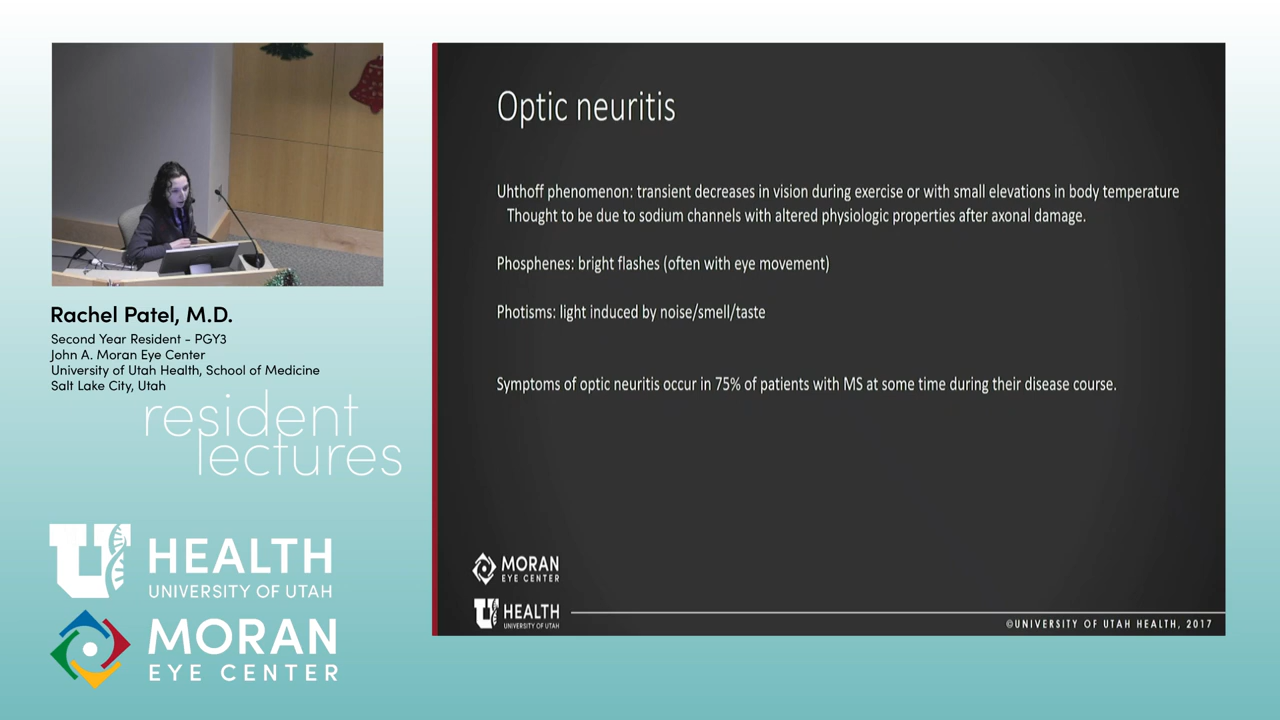 Optic neuritis
Uhthoff phenomenon: transient decreases in vision during exercise or with small elevations in body temperature
Thought to be due to sodium channels with altered physiologic properties after axonal damage.
Phosphenes: bright flashes (often with eye movement)
Photisms: light induced by noise/smell/taste
Symptoms of optic neuritis occur in 75% of patients with MS at some time during their disease course.
MORAN
EYE CENTER
U HEALTH
UNIVERSITY OF UTAH
©UNIVERSITY OF UTAH HEALTH, 2017
Rachel Patel, M.D.
Second Year Resident - PGY3
John A. Moran Eye Center
University of Utah Health, School of Medicine
Salt Lake City, Utah
resident
lectures
U HEALTH
UNIVERSITY OF UTAH
MORAN
EYE CENTER